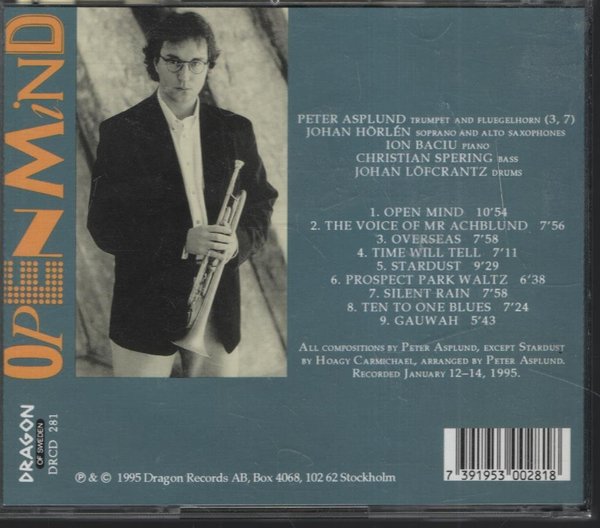 OPEN MiND
PETER ASPLUND TRUMPET AND FLUEGELHORN (3, 7)
JOHAN HÖRLÉN SOPRANO AND ALTO SAXOPHONES
ION BACIU PIANO
CHRISTIAN SPERING BASS
JOHAN LÖFCRANTZ DRUMS
1. OPEN MIND 10'54
2. THE VOICE OF MR ACHBLUND 7'56
3. OVERSEAS 7'58
4. TIME WILL TELL 7'11
5. STARDUST 9'29
6. PROSPECT PARK WALTZ 6'38
7. SILENT RAIN 7'58
8. TEN TO ONE BLUES 7'24
9. GAUWAH 5'43
ALL COMPOSITIONS BY PETER ASPLUND, EXCEPT STARDUST
BY HOAGY CARMICHAEL, ARRANGED BY PETER ASPLUND.
RECORDED JANUARY 12–14, 1995.
DRAGON
OF SWEDEN
DRCD 281
℗ & © 1995 Dragon Records AB, Box 4068, 102 62 Stockholm
7 391953 002818